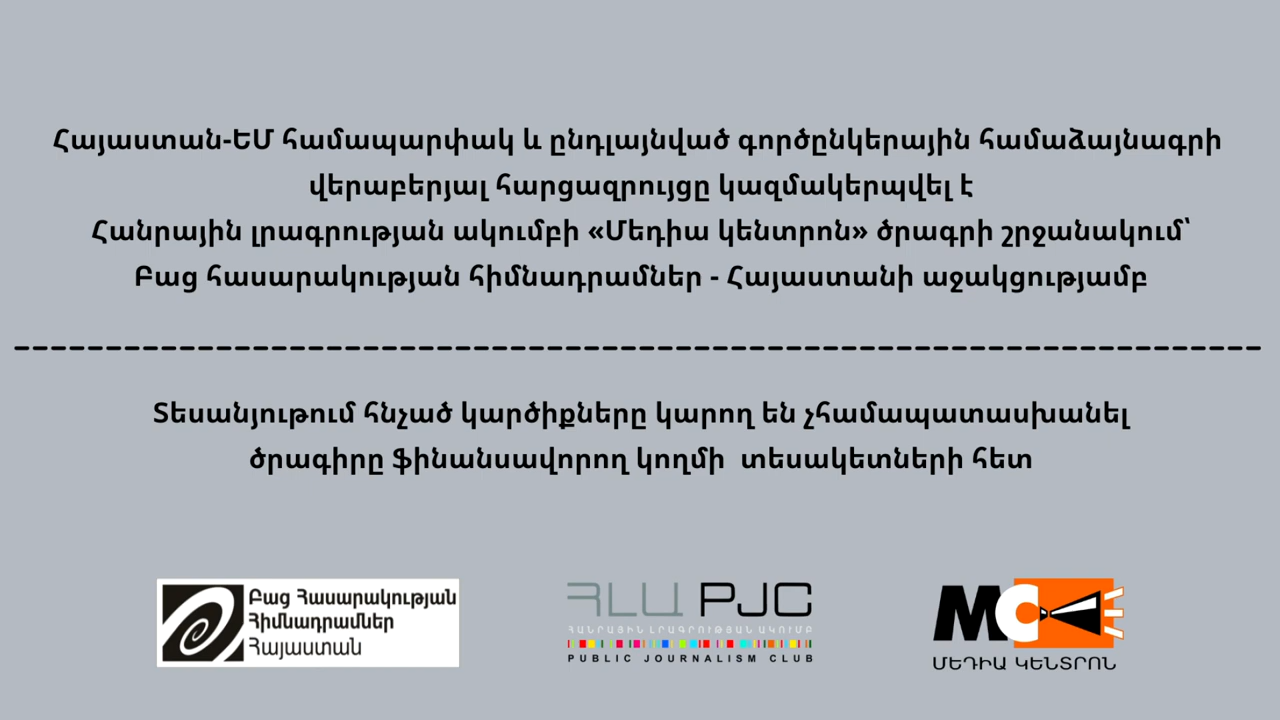 Հայաստան-ԵՄ համապարփակ և ընդլայնված գործընկերային համաձայնագրի
վերաբերյալ հարցազրույցը կազմակերպվել է
Հանրային լրագրության ակումբի «Մեդիա կենտրոն» ծրագրի շրջանակում՝
Բաց հասարակության հիմնադրամներ - Հայաստանի աջակցությամբ
Տեսանյութում հնչած կարծիքները կարող են չհամապատասխանել
ծրագիրը ֆինանսավորող կողմի տեսակետների հետ
Բաց Հասարակության
Հիմնադրամներ
Հայաստան
ՀԼԱ PJC
ՀԱՆՐԱՅԻՆ ԼՐԱԳՐՈՒԹՅԱՆ ԱԿՈՒՄԲ
PUBLIC JOURNALISM CLUB
MC
ՄԵԴԻԱ ԿԵՆՏՐՈՆ